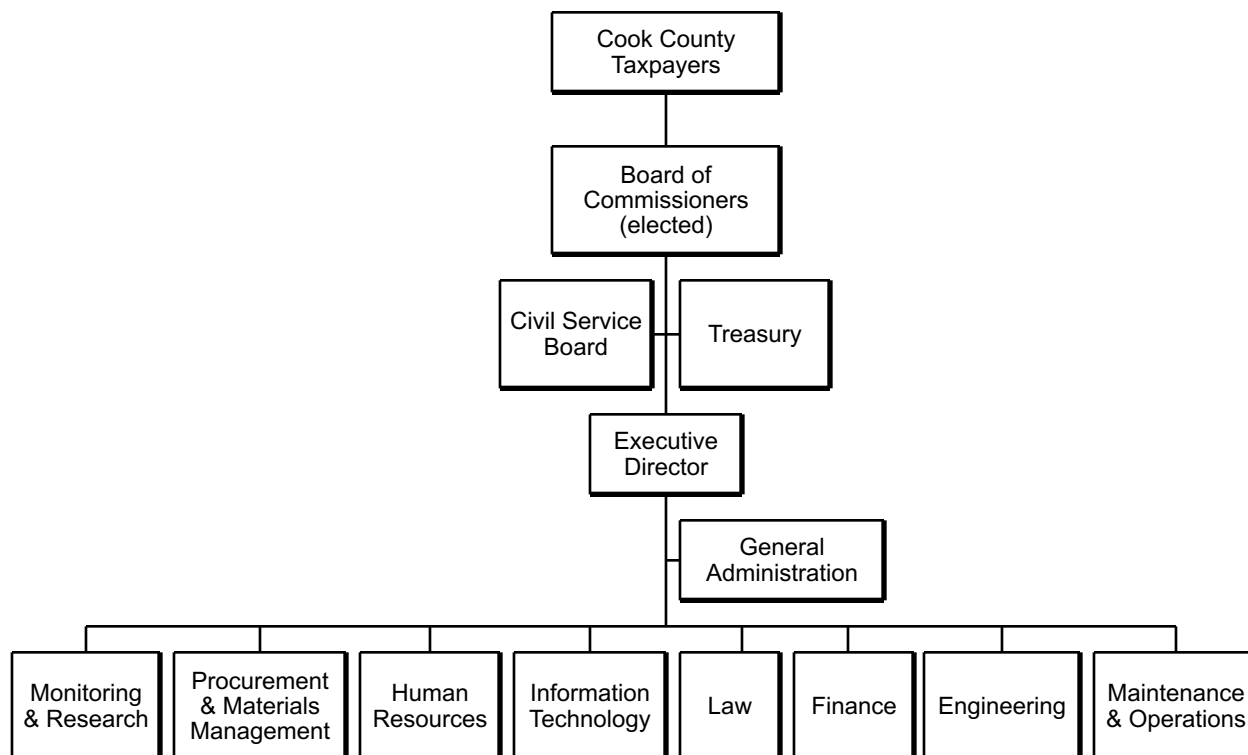 Cook County
Taxpayers
Board of
Commissioners
(elected)
Civil Service
Board
Treasury
Executive
Director
General
Administration
Monitoring
& Research
Procurement
& Materials
Management
Human
Resources
Information
Technology
Law
Finance
Engineering
Maintenance
& Operations